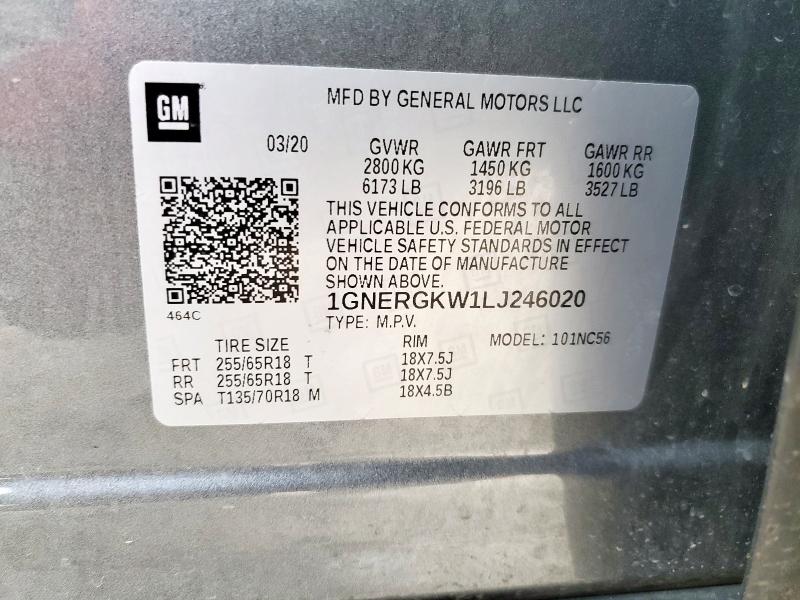 GM
MFD BY GENERAL MOTORS LLC
03/20 GVWR GAWR FRT GAWR RR
2800 KG 1450 KG 1600 KG
6173 LB 3196 LB 3527 LB
THIS VEHICLE CONFORMS TO ALL
APPLICABLE U.S. FEDERAL MOTOR
VEHICLE SAFETY STANDARDS IN EFFECT
ON THE DATE OF MANUFACTURE
SHOWN ABOVE.
1GNERGKW1LJ246020
464C
TYPE: M.P.V. MODEL: 101NC56
TIRE SIZE RIM
FRT 255/65R18 T 18X7.5J
RR 255/65R18 T 18X7.5J
SPA T135/70R18 M 18X4.5B